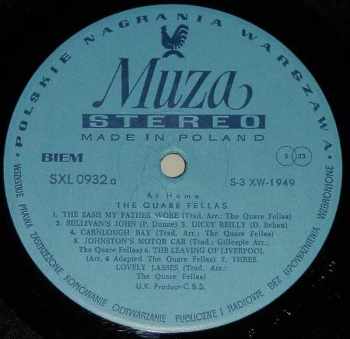 POLSKIE NAGRANIA WARSZAWA
Muza
STEREO
MADE IN POLAND
BIEM
S 33
SXL 0932 a
S-3 XW-1949
At Home
THE QUARE FELLAS
1. THE SASH MY FATHER WORE (Trad. Arr.: The Quare Fellas)
2. SULLIVAN'S JOHN (P. Dunne) 3. DICEY REILLY (D. Behan)
4. CARNLOUGH BAY (Trad. Arr.: The Quare Fellas)
5. JOHNSTON'S MOTOR CAR (Trad.: Gillespie Arr.
The Quare Fellas) 6. THE LEAVING OF LIVERPOOL
(Arr. & Adapted The Quare Fellas) 7. THREE
LOVELY LASSES (Trad.: Arr.: The Quare Fellas)
U.K. Producer-C.B.S.
WSZELKIE PRAWA ZASTRZEŻONE KOPIOWANIE ODTWARZANIE PUBLICZNE I RADIOWE BEZ UPOWAŻNIENIA WZBRONIONE